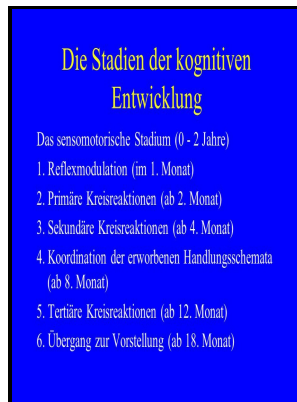 Die Stadien der kognitiven
Entwicklung
Das sensomotorische Stadium (0 - 2 Jahre)
1. Reflexmodulation (im 1. Monat)
2. Primäre Kreisreaktionen (ab 2. Monat)
3. Sekundäre Kreisreaktionen (ab 4. Monat)
4. Koordination der erworbenen Handlungsschemata
(ab 8. Monat)
5. Tertiäre Kreisreaktionen (ab 12. Monat)
6. Übergang zur Vorstellung (ab 18. Monat)